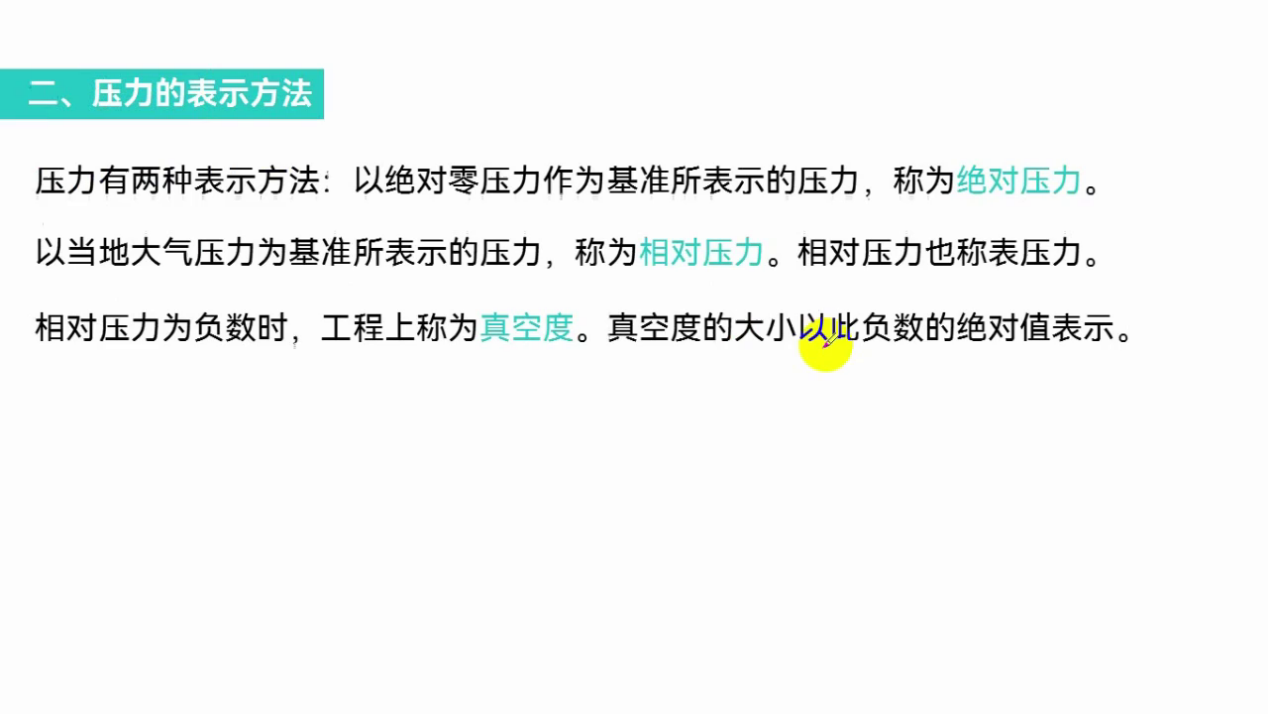 二、压力的表示方法
压力有两种表示方法：以绝对零压力作为基准所表示的压力，称为绝对压力。
以当地大气压力为基准所表示的压力，称为相对压力。相对压力也称表压力。
相对压力为负数时，工程上称为真空度。真空度的大小以此负数的绝对值表示。